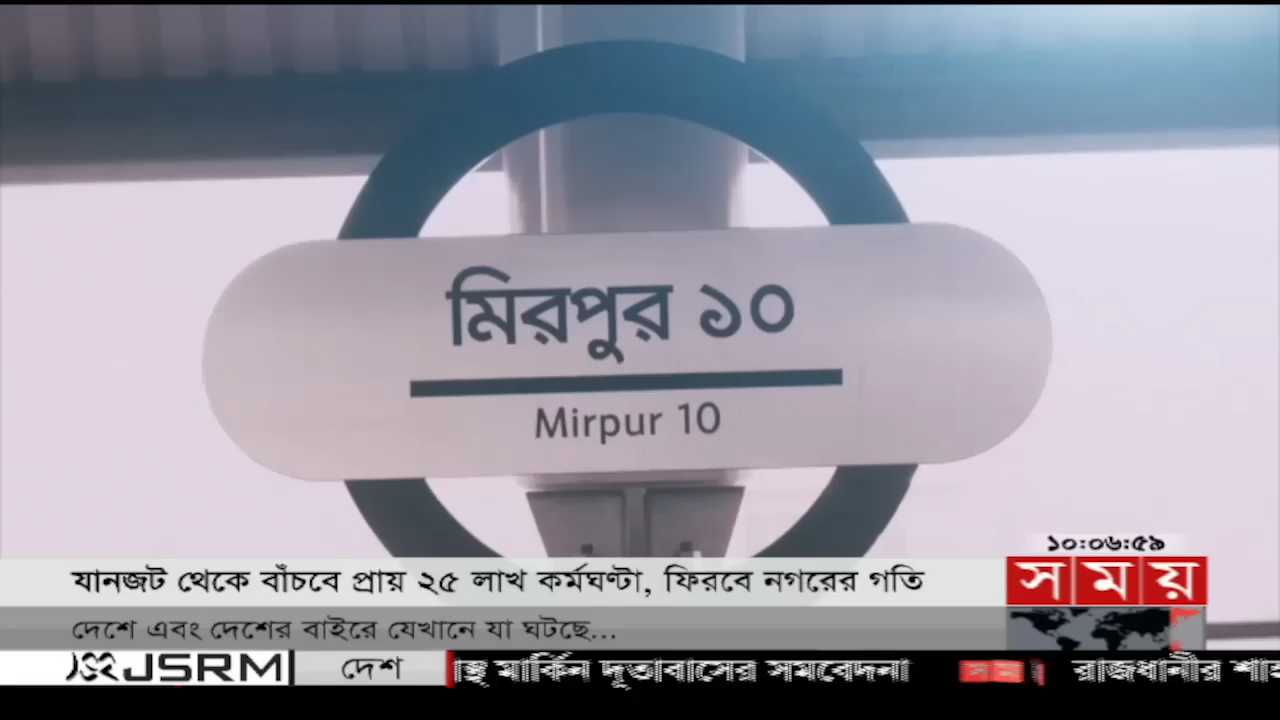 মিরপুর ১০
Mirpur 10
১০:০৬:৫৯
সময়
যানজট থেকে বাঁচবে প্রায় ২৫ লাখ কর্মঘণ্টা, ফিরবে নগরের গতি
দেশে এবং দেশের বাইরে যেখানে যা ঘটছে...
JSRM দেশ মার্কিন দূতাবাসের সমবেদনা সময় রাজধানীর